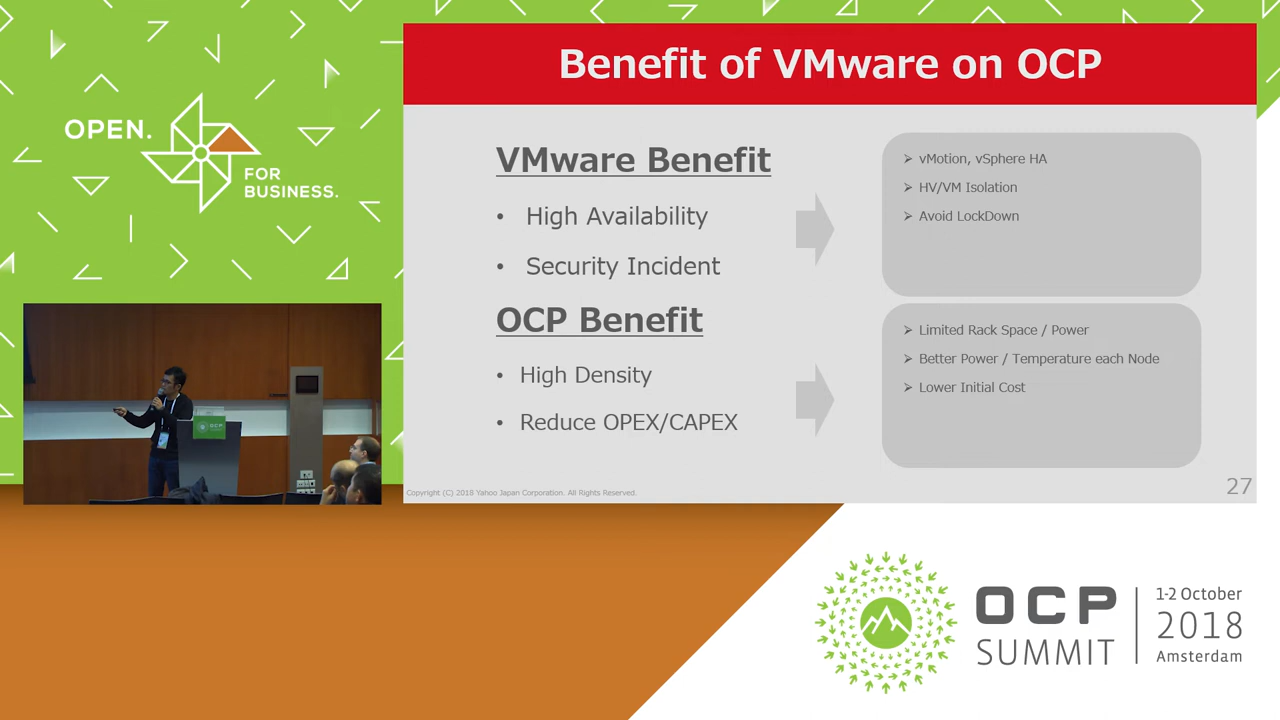 OPEN.
FOR
BUSINESS.
Benefit of VMware on OCP
VMware Benefit
• High Availability
• Security Incident
➢ vMotion, vSphere HA
➢ HV/VM Isolation
➢ Avoid LockDown
OCP Benefit
• High Density
• Reduce OPEX/CAPEX
➢ Limited Rack Space / Power
➢ Better Power / Temperature each Node
➢ Lower Initial Cost
Copyright (C) 2018 Yahoo Japan Corporation. All Rights Reserved.
27
OCP
OCP
SUMMIT
1-2 October
2018
Amsterdam